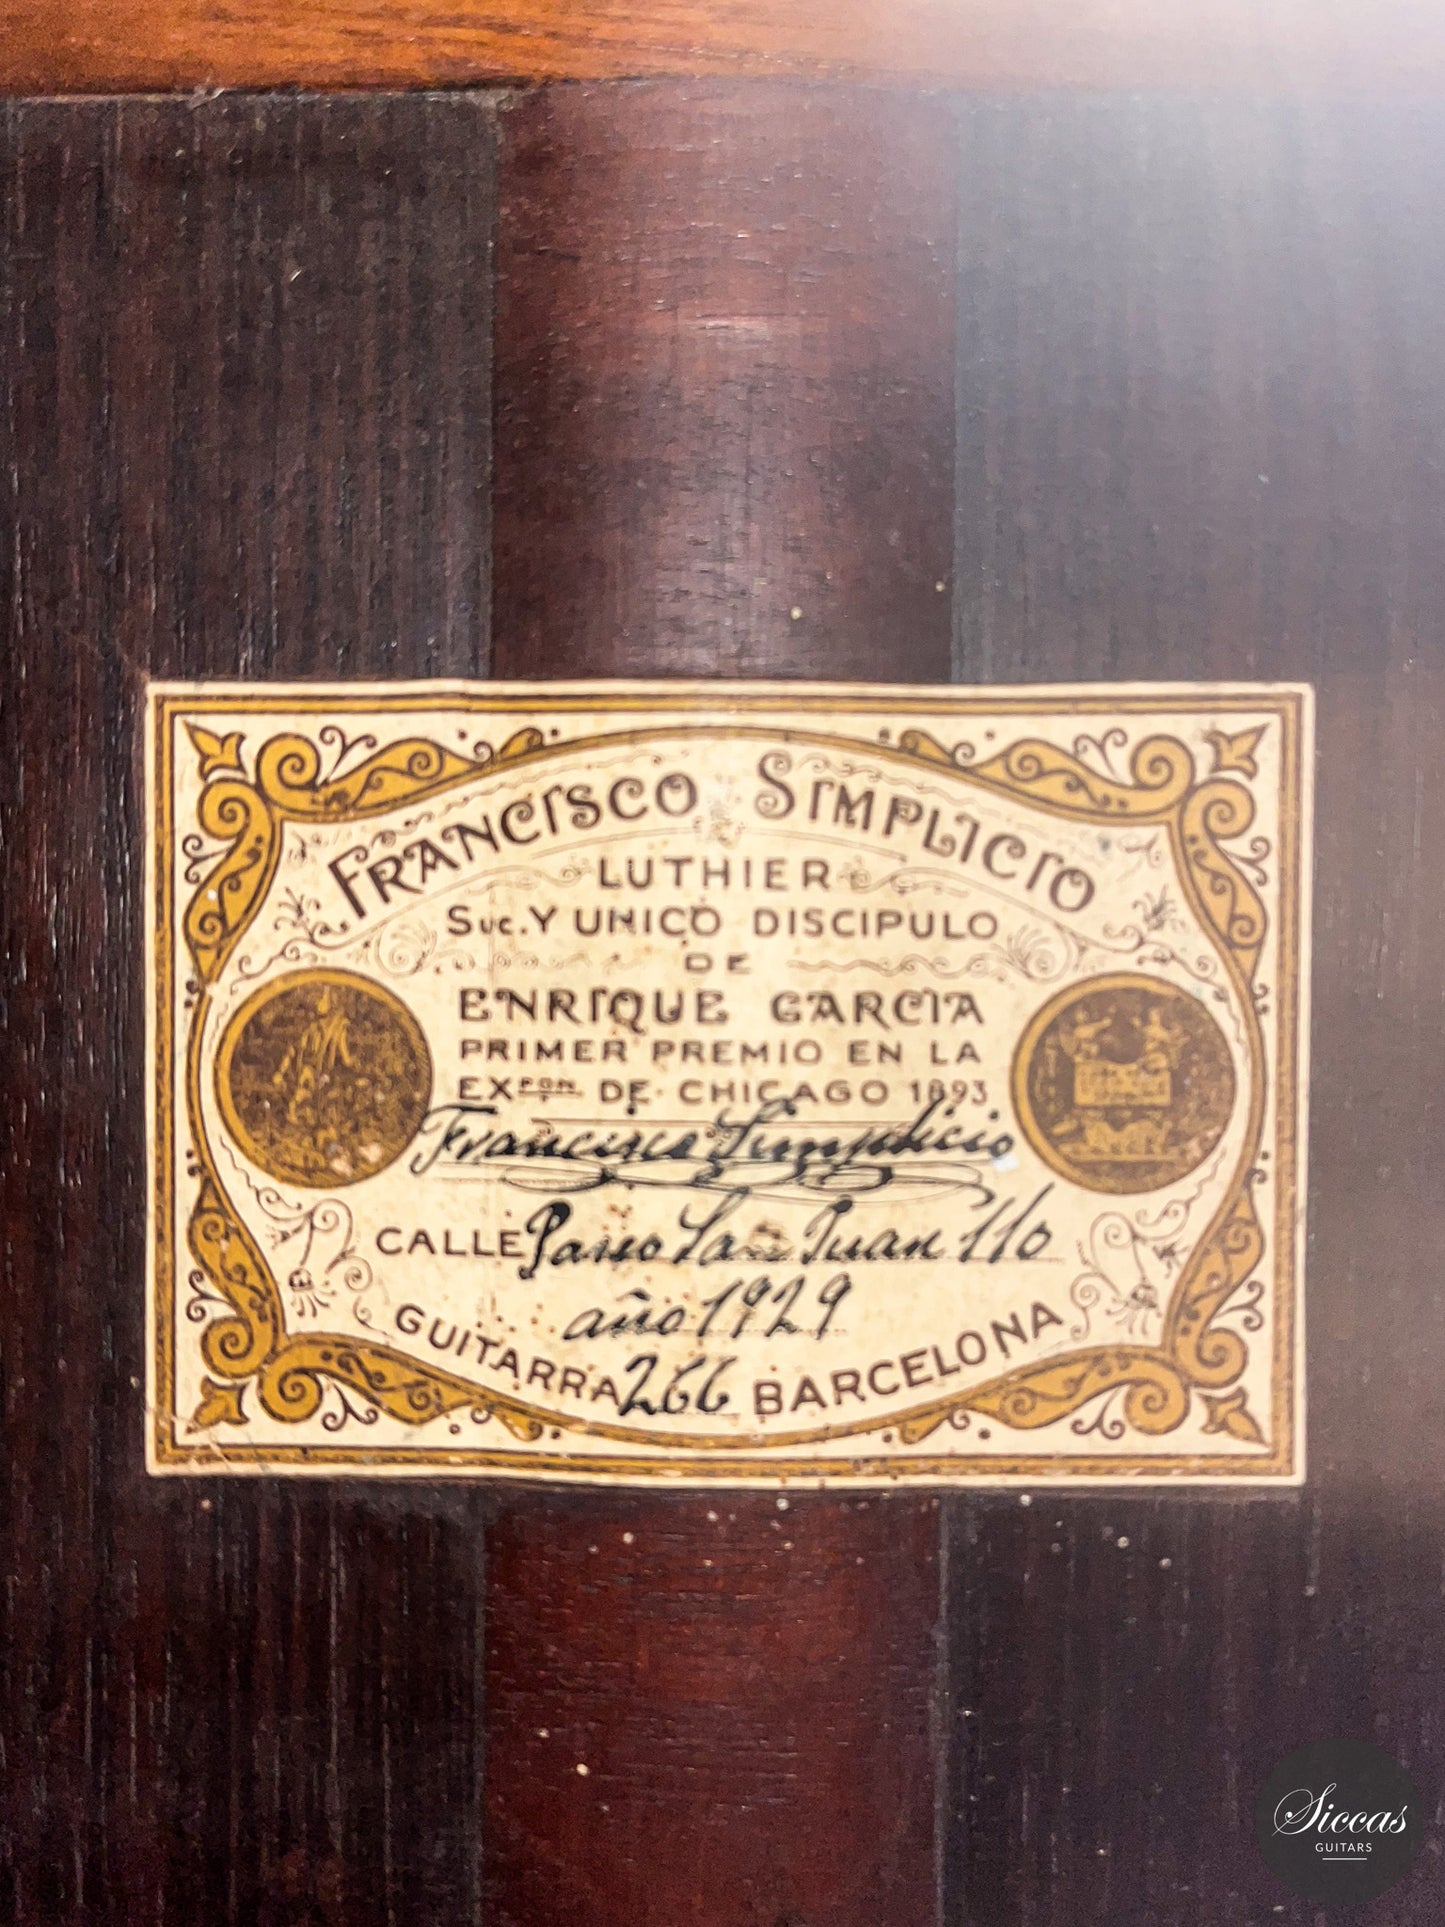 FRANCISCO SIMPLICIO
LUTHIER
Suc. Y UNICO DISCIPULO
DE
ENRIQUE GARCIA
PRIMER PREMIO EN LA
EXPON DE CHICAGO 1893
Francisco Simplicio
CALLE Paseo San Juan 110
año 1929
GUITARRA 266 BARCELONA
Siccas
GUITARS